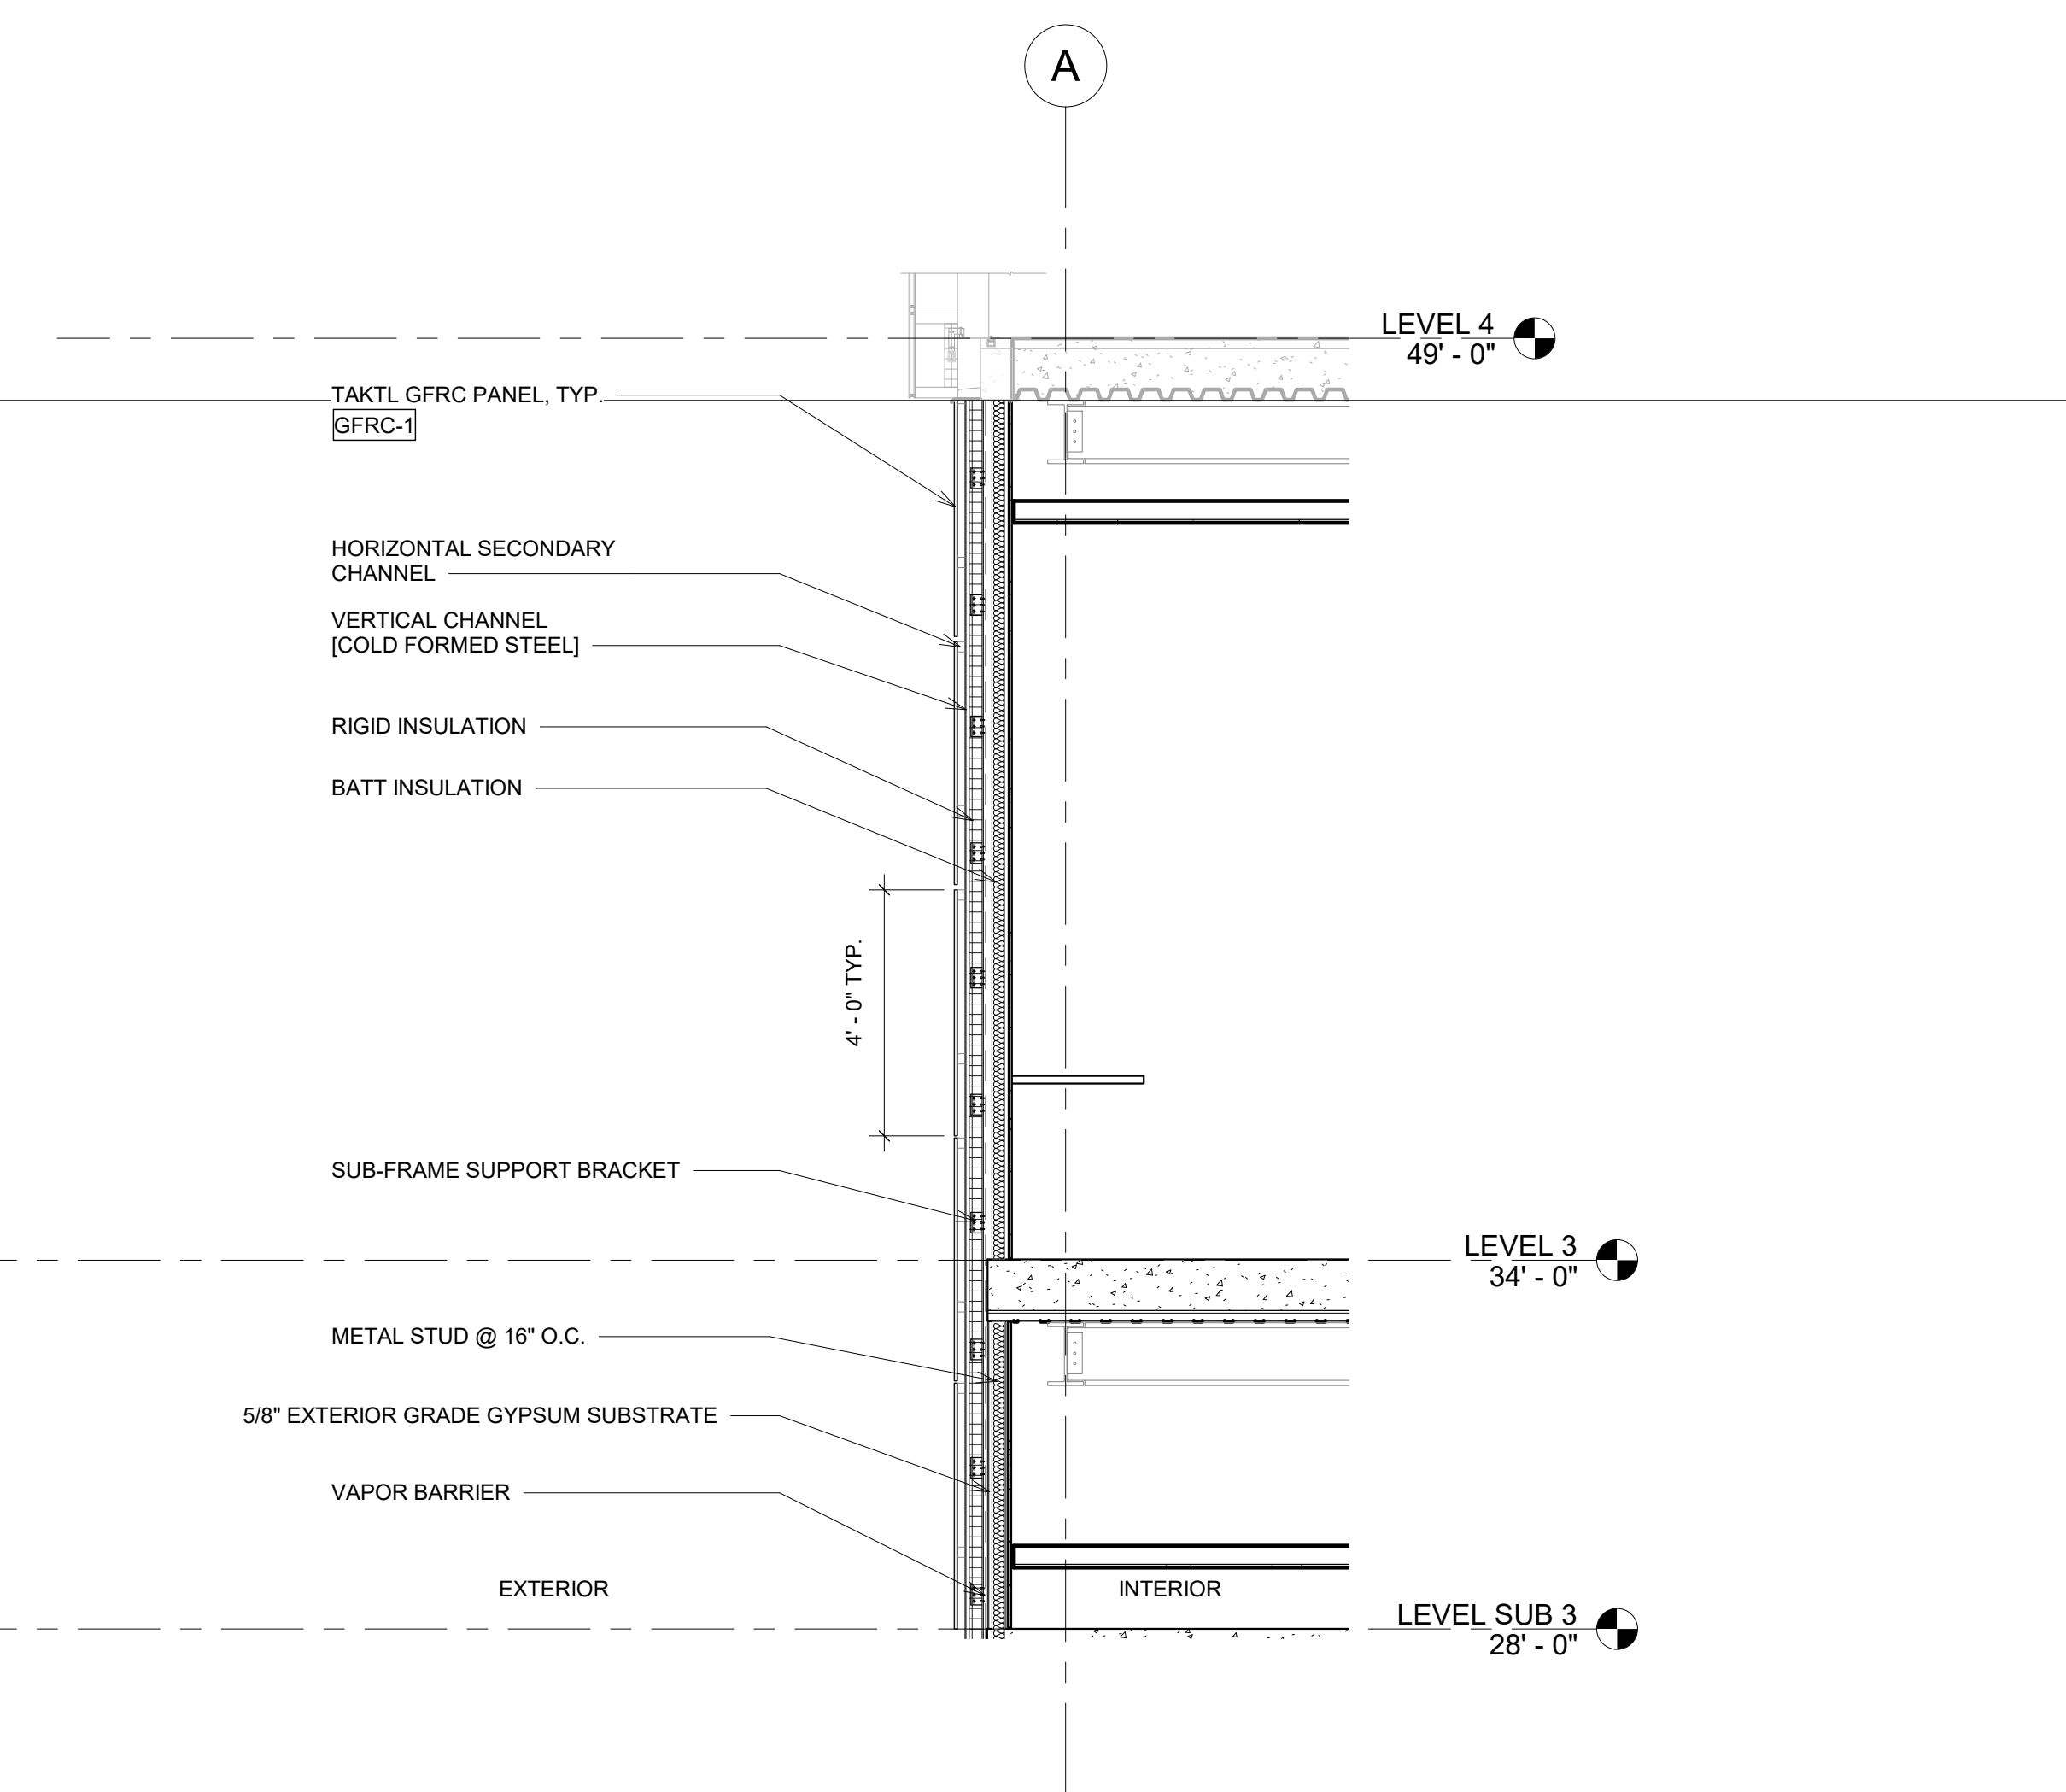 A
LEVEL 4
49' - 0"
TAKTL GFRC PANEL, TYP.
GFRC-1
HORIZONTAL SECONDARY
CHANNEL
VERTICAL CHANNEL
[COLD FORMED STEEL]
RIGID INSULATION
BATT INSULATION
4' - 0" TYP.
SUB-FRAME SUPPORT BRACKET
LEVEL 3
34' - 0"
METAL STUD @ 16" O.C.
5/8" EXTERIOR GRADE GYPSUM SUBSTRATE
VAPOR BARRIER
EXTERIOR
INTERIOR
LEVEL SUB 3
28' - 0"